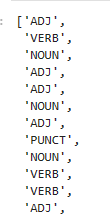 ['ADJ',
'VERB',
'NOUN',
'ADJ',
'ADJ',
'NOUN',
'ADJ',
'PUNCT',
'NOUN',
'VERB',
'VERB',
'ADJ',